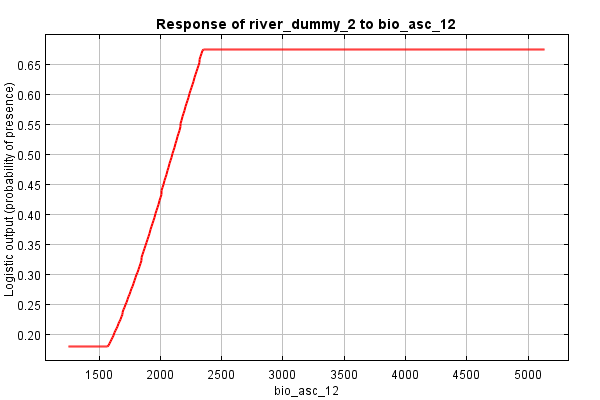 Response of river_dummy_2 to bio_asc_12
Logistic output (probability of presence)
0.65
0.60
0.55
0.50
0.45
0.40
0.35
0.30
0.25
0.20
1500 2000 2500 3000 3500 4000 4500 5000
bio_asc_12